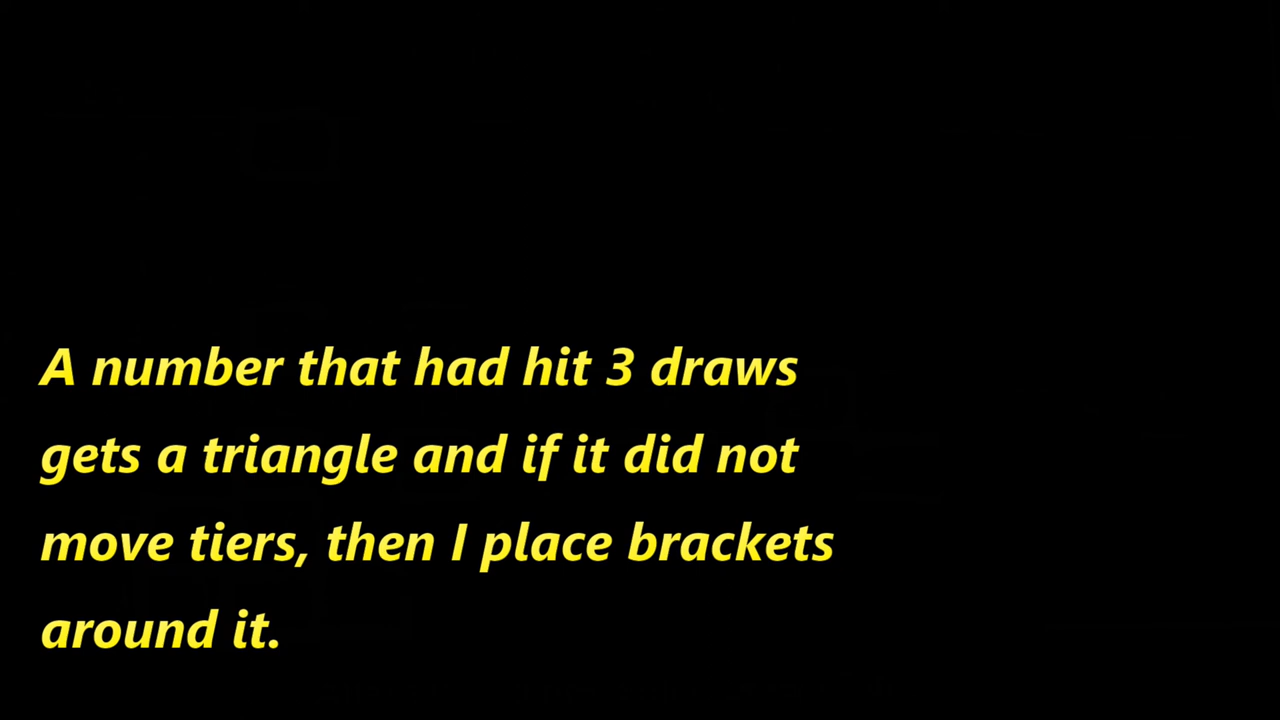 A number that had hit 3 draws
gets a triangle and if it did not
move tiers, then I place brackets
around it.